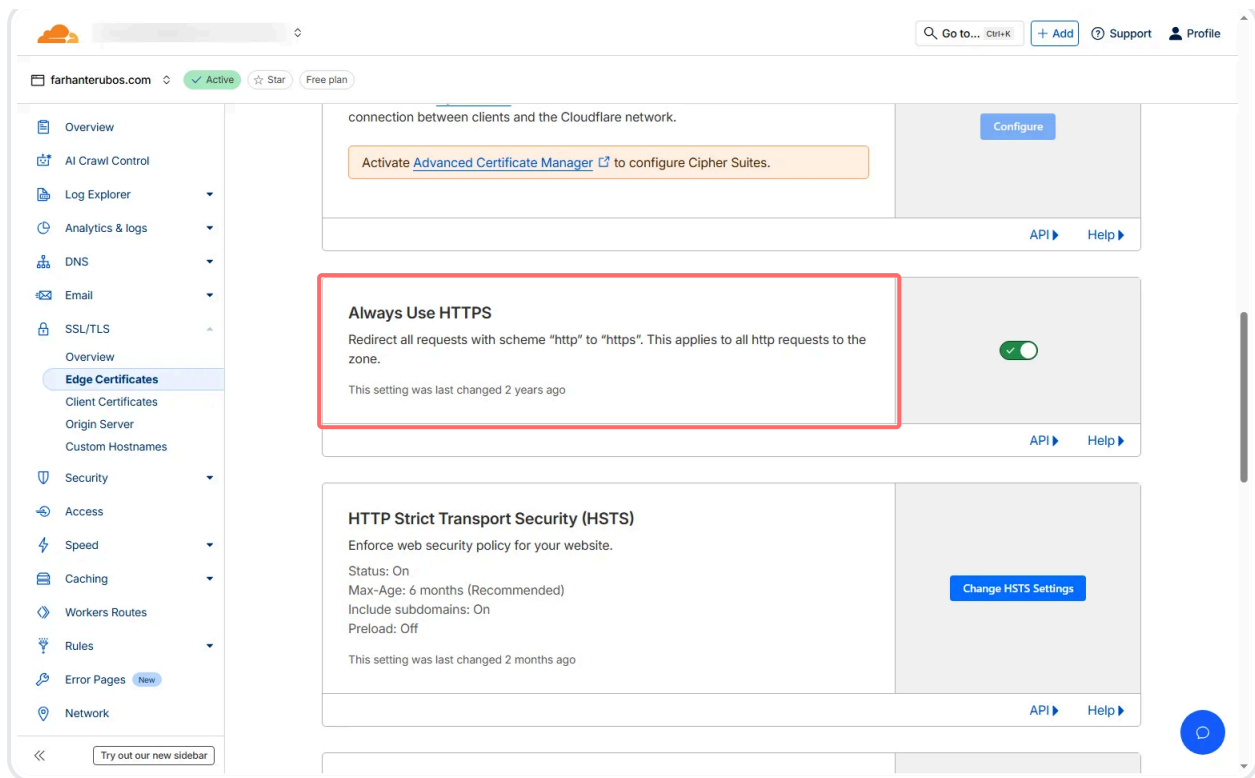 Go to... Ctrl+K
+ Add
Support
Profile
farhanterubos.com
Active
Star
Free plan
Overview
AI Crawl Control
Log Explorer
Analytics & logs
DNS
Email
SSL/TLS
Overview
Edge Certificates
Client Certificates
Origin Server
Custom Hostnames
Security
Access
Speed
Caching
Workers Routes
Rules
Error Pages New
Network
Try out our new sidebar
connection between clients and the Cloudflare network.
Activate Advanced Certificate Manager to configure Cipher Suites.
Configure
API Help
Always Use HTTPS
Redirect all requests with scheme “http” to “https”. This applies to all http requests to the
zone.
This setting was last changed 2 years ago
API Help
HTTP Strict Transport Security (HSTS)
Enforce web security policy for your website.
Status: On
Max-Age: 6 months (Recommended)
Include subdomains: On
Preload: Off
This setting was last changed 2 months ago
Change HSTS Settings
API Help